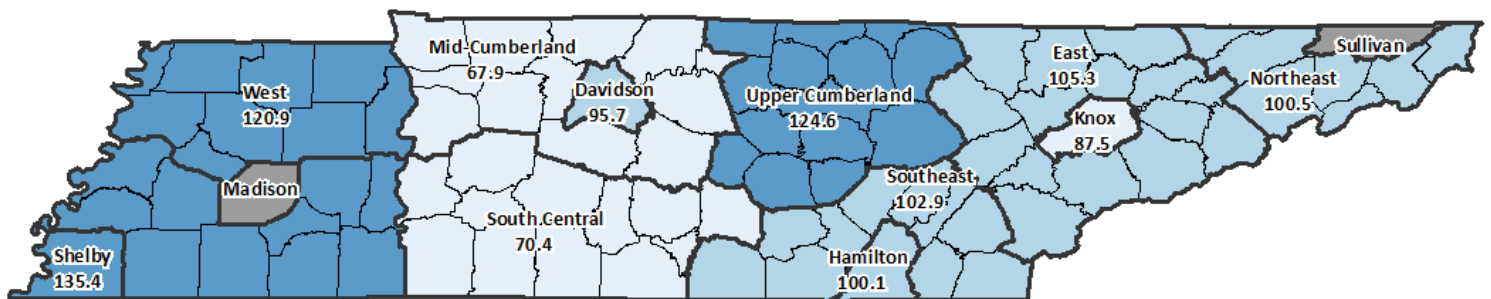 Mid-Cumberland
67.9
West
120.9
Davidson
95.7
Upper Cumberland
124.6
East
105.3
Sullivan
Northeast
100.5
Knox
87.5
Madison
Southeast
102.9
South Central
70.4
Shelby
135.4
Hamilton
100.1